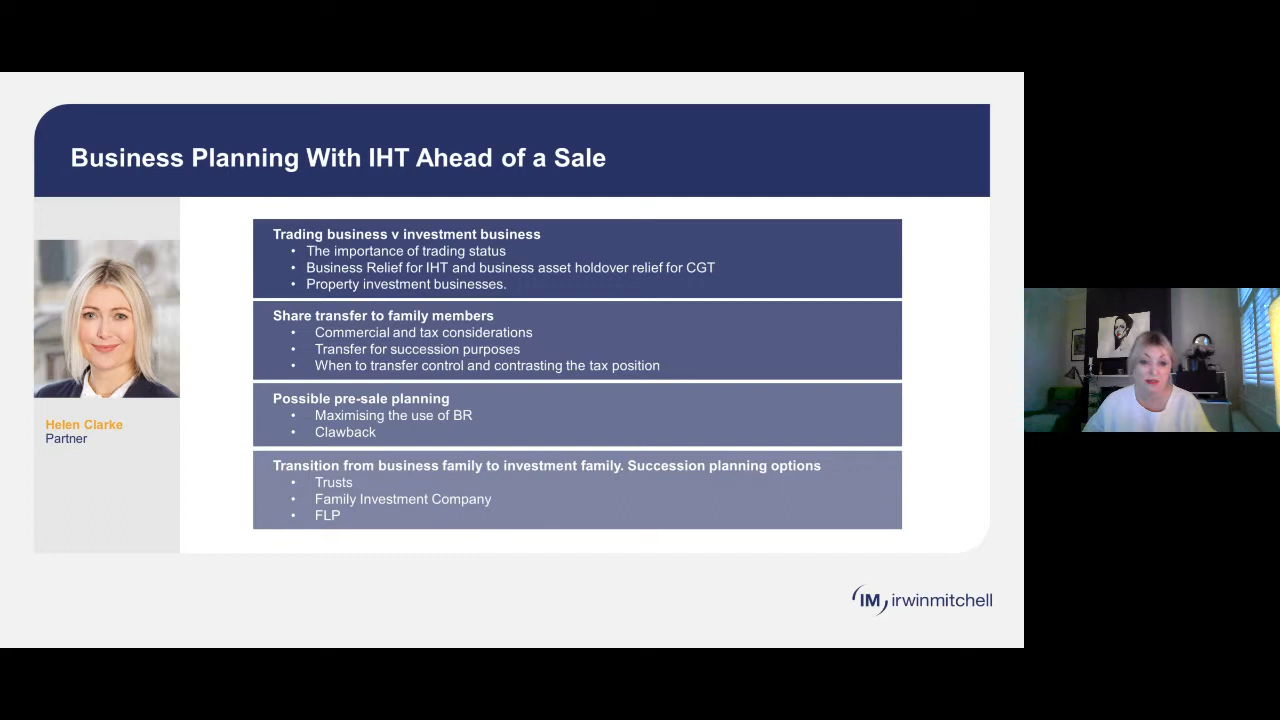 Business Planning With IHT Ahead of a Sale
Trading business v investment business
• The importance of trading status
• Business Relief for IHT and business asset holdover relief for CGT
• Property investment businesses.
Share transfer to family members
• Commercial and tax considerations
• Transfer for succession purposes
• When to transfer control and contrasting the tax position
Possible pre-sale planning
• Maximising the use of BR
• Clawback
Transition from business family to investment family. Succession planning options
• Trusts
• Family Investment Company
• FLP
Helen Clarke
Partner
IM irwinmitchell